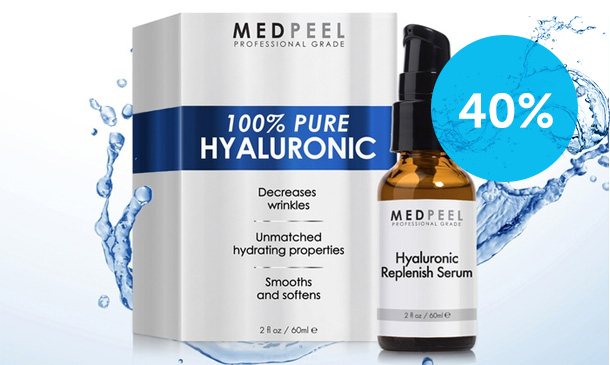 MEDPEEL
PROFESSIONAL GRADE
100% PURE
HYALURONIC
Decreases
wrinkles
Unmatched
hydrating properties
Smooths
and softens
2 fl oz / 60ml ℮
40%
MEDPEEL
PROFESSIONAL GRADE
Hyaluronic
Replenish Serum
2 fl oz / 60ml ℮